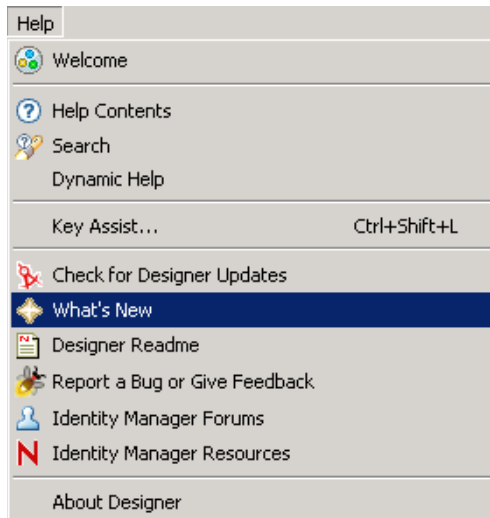 Help
Welcome
Help Contents
Search
Dynamic Help
Key Assist... Ctrl+Shift+L
Check for Designer Updates
What's New
Designer Readme
Report a Bug or Give Feedback
Identity Manager Forums
Identity Manager Resources
About Designer